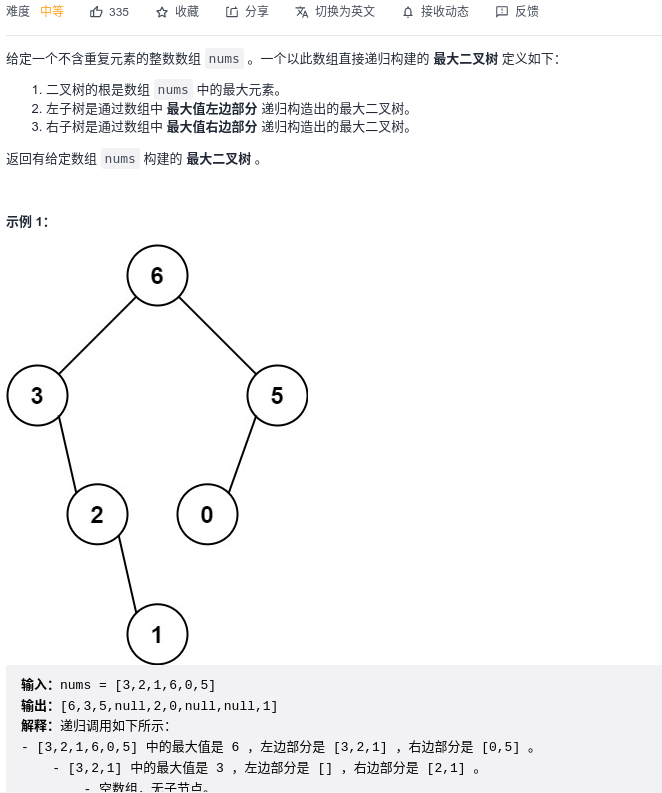 难度 中等 335 收藏 分享 切换为英文 接收动态 反馈
给定一个不含重复元素的整数数组 nums 。一个以此数组直接递归构建的 最大二叉树 定义如下：
1. 二叉树的根是数组 nums 中的最大元素。
2. 左子树是通过数组中 最大值左边部分 递归构造出的最大二叉树。
3. 右子树是通过数组中 最大值右边部分 递归构造出的最大二叉树。
返回有给定数组 nums 构建的 最大二叉树 。
示例 1：
6
3 5
2 0
1
输入：nums = [3,2,1,6,0,5]
输出：[6,3,5,null,2,0,null,null,1]
解释：递归调用如下所示：
- [3,2,1,6,0,5] 中的最大值是 6 ，左边部分是 [3,2,1] ，右边部分是 [0,5] 。
- [3,2,1] 中的最大值是 3 ，左边部分是 [] ，右边部分是 [2,1] 。
- 空数组，无子节点。